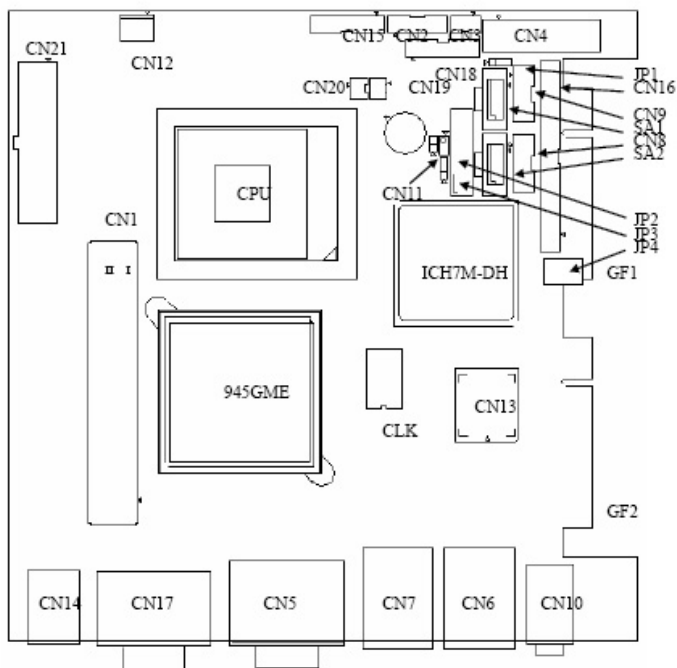 CN21
CN12
CN15
CN2
CN3
CN4
CN20
CN19
CN18
JP1
CN16
CN9
SA1
CN8
SA2
CN11
CPU
CN1
II I
JP2
JP3
JP4
ICH7M-DH
GF1
945GME
CLK
CN13
GF2
CN14
CN17
CN5
CN7
CN6
CN10